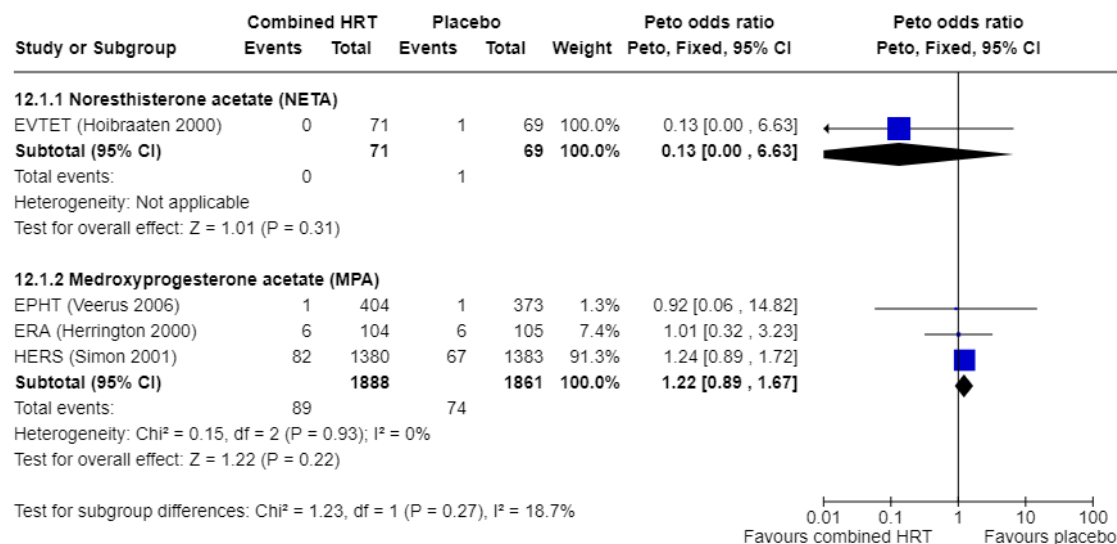 Combined HRT Placebo Peto odds ratio Peto odds ratio
Study or Subgroup Events Total Events Total Weight Peto, Fixed, 95% CI Peto, Fixed, 95% CI
12.1.1 Noresthisterone acetate (NETA)
EVTET (Hoibraaten 2000) 0 71 1 69 100.0% 0.13 [0.00 , 6.63]
Subtotal (95% CI) 71 69 100.0% 0.13 [0.00 , 6.63]
Total events: 0 1
Heterogeneity: Not applicable
Test for overall effect: Z = 1.01 (P = 0.31)
12.1.2 Medroxyprogesterone acetate (MPA)
EPHT (Veerus 2006) 1 404 1 373 1.3% 0.92 [0.06 , 14.82]
ERA (Herrington 2000) 6 104 6 105 7.4% 1.01 [0.32 , 3.23]
HERS (Simon 2001) 82 1380 67 1383 91.3% 1.24 [0.89 , 1.72]
Subtotal (95% CI) 1888 1861 100.0% 1.22 [0.89 , 1.67]
Total events: 89 74
Heterogeneity: Chi² = 0.15, df = 2 (P = 0.93); I² = 0%
Test for overall effect: Z = 1.22 (P = 0.22)
Test for subgroup differences: Chi² = 1.23, df = 1 (P = 0.27), I² = 18.7%
0.01 0.1 1 10 100
Favours combined HRT Favours placebo